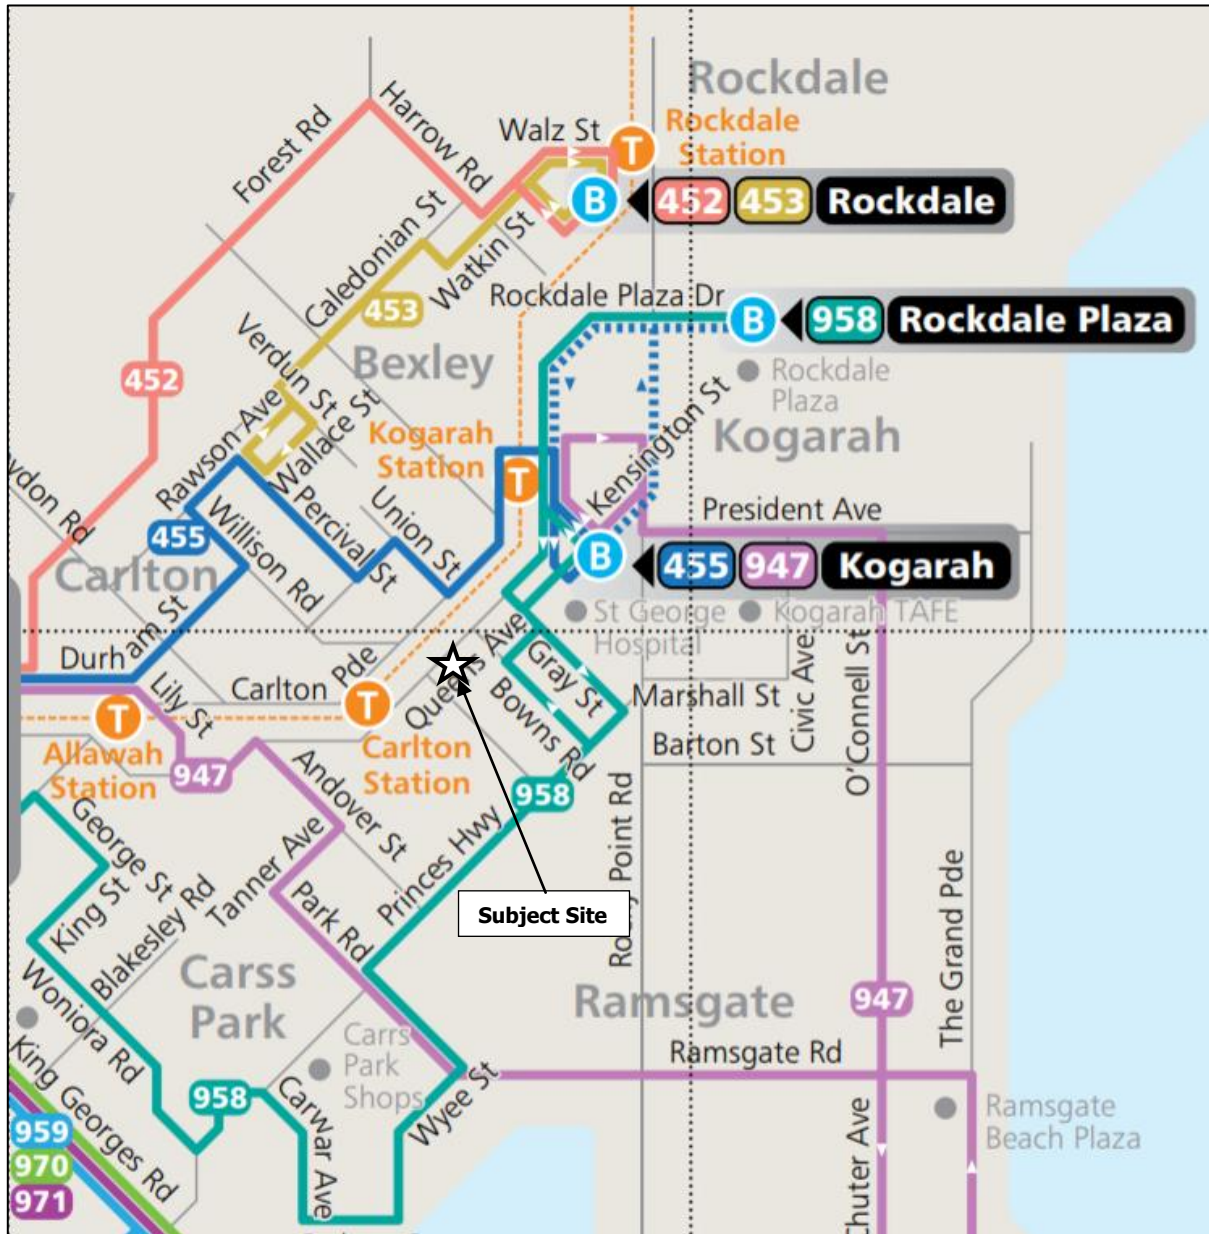 Rockdale
Forest Rd
Harrow Rd
Walz St
T
Rockdale
Station
B
452 453 Rockdale
Caledonian St
Watkin St
453
Rockdale Plaza Dr
B
958 Rockdale Plaza
Verdun St
Bexley
452
Rockdale
Plaza
Wallace St
Rawson Ave
Kogarah
Station
T
Kensington St
Kogarah
ydon Rd
Percival St
Union St
President Ave
455
Willison Rd
B
455 947 Kogarah
Carlton
St George
Hospital
Kogarah TAFE
Durham St
Carlton Pde
Queens Ave
Gray St
Bowns Rd
Marshall St
Civic Ave
O'Connell St
Lily St
T
T
Allawah
Station
Carlton
Station
Barton St
947
958
Andover St
George St
King St
Tanner Ave
Princes Hwy
Rocky Point Rd
Subject Site
Blakesley Rd
Park Rd
The Grand Pde
Carss
Park
Woniora Rd
Ramsgate
947
King Georges Rd
Carrs
Park
Shops
Ramsgate Rd
958
Carwar Ave
Wyee St
Chuter Ave
Ramsgate
Beach Plaza
959
970
971